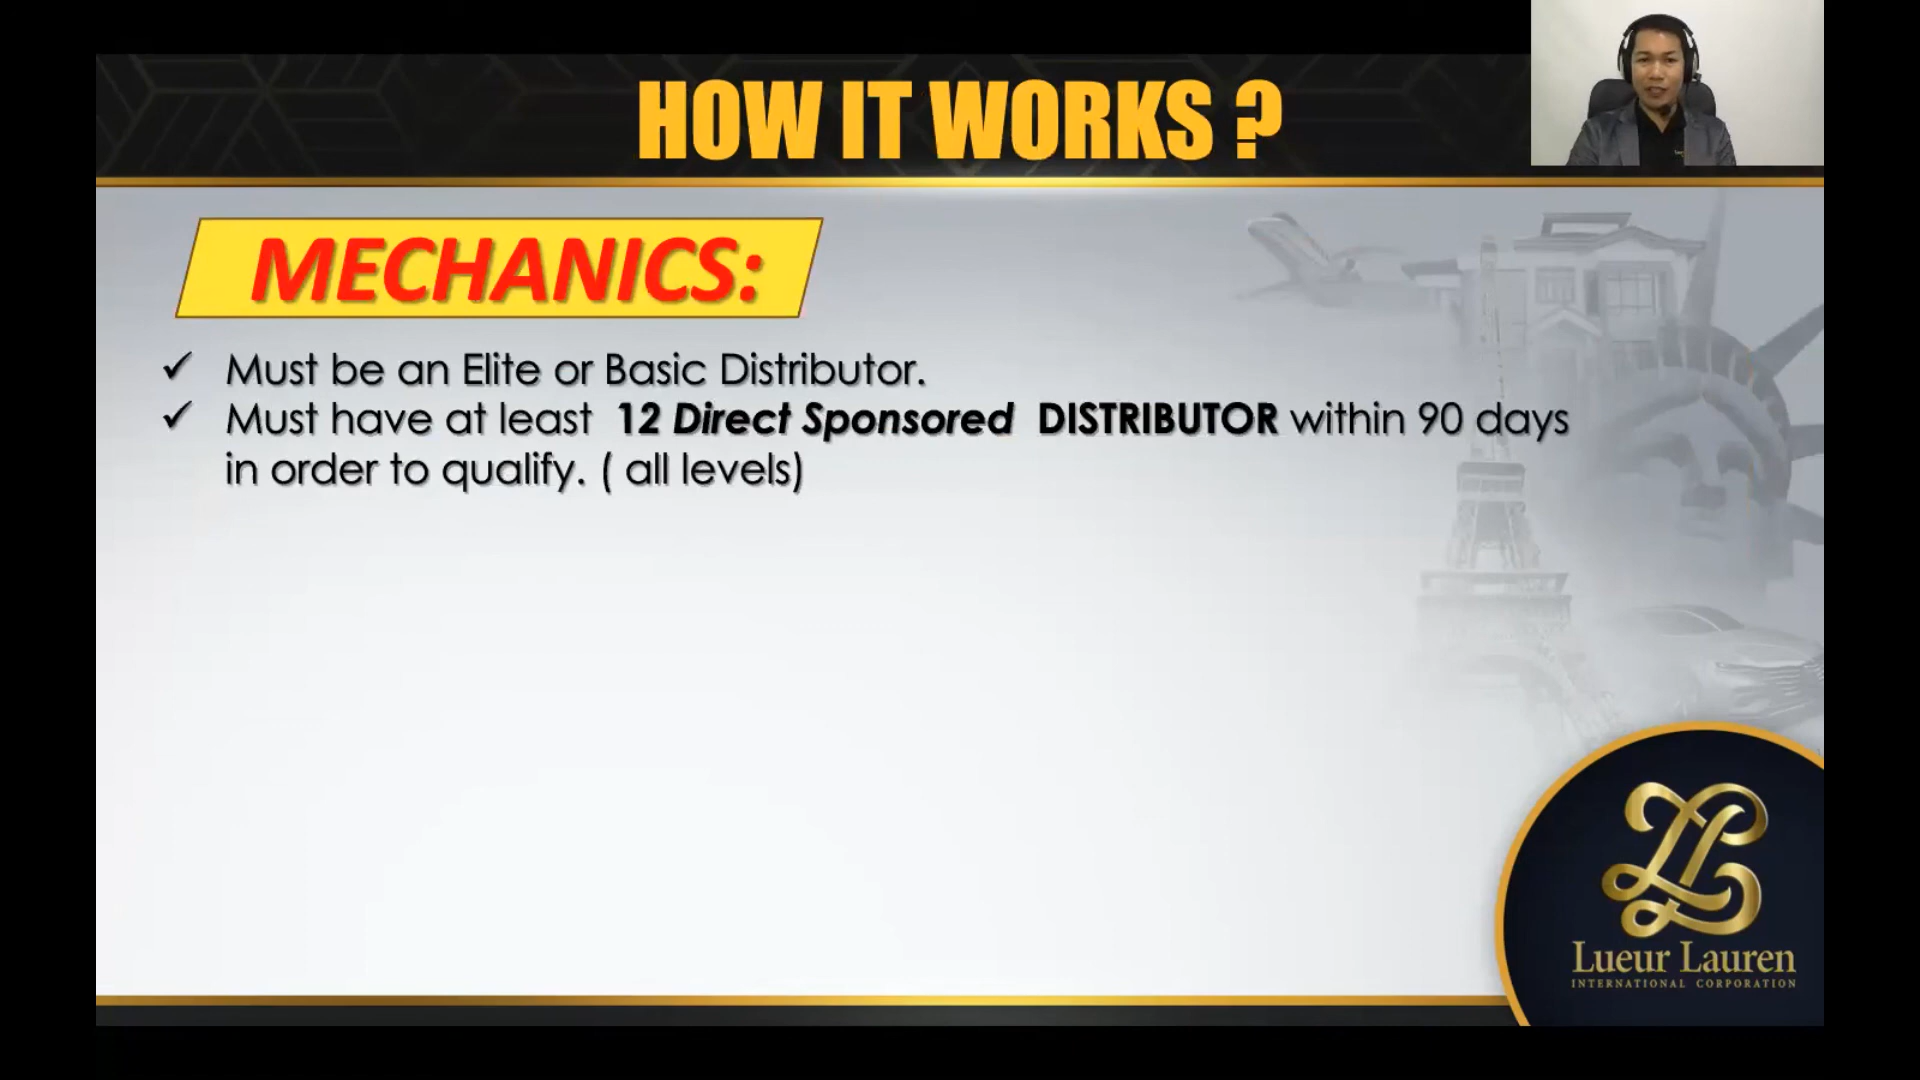 HOW IT WORKS ?
MECHANICS:
✓ Must be an Elite or Basic Distributor.
✓ Must have at least 12 Direct Sponsored DISTRIBUTOR within 90 days
in order to qualify. ( all levels)
Lueur Lauren
INTERNATIONAL CORPORATION